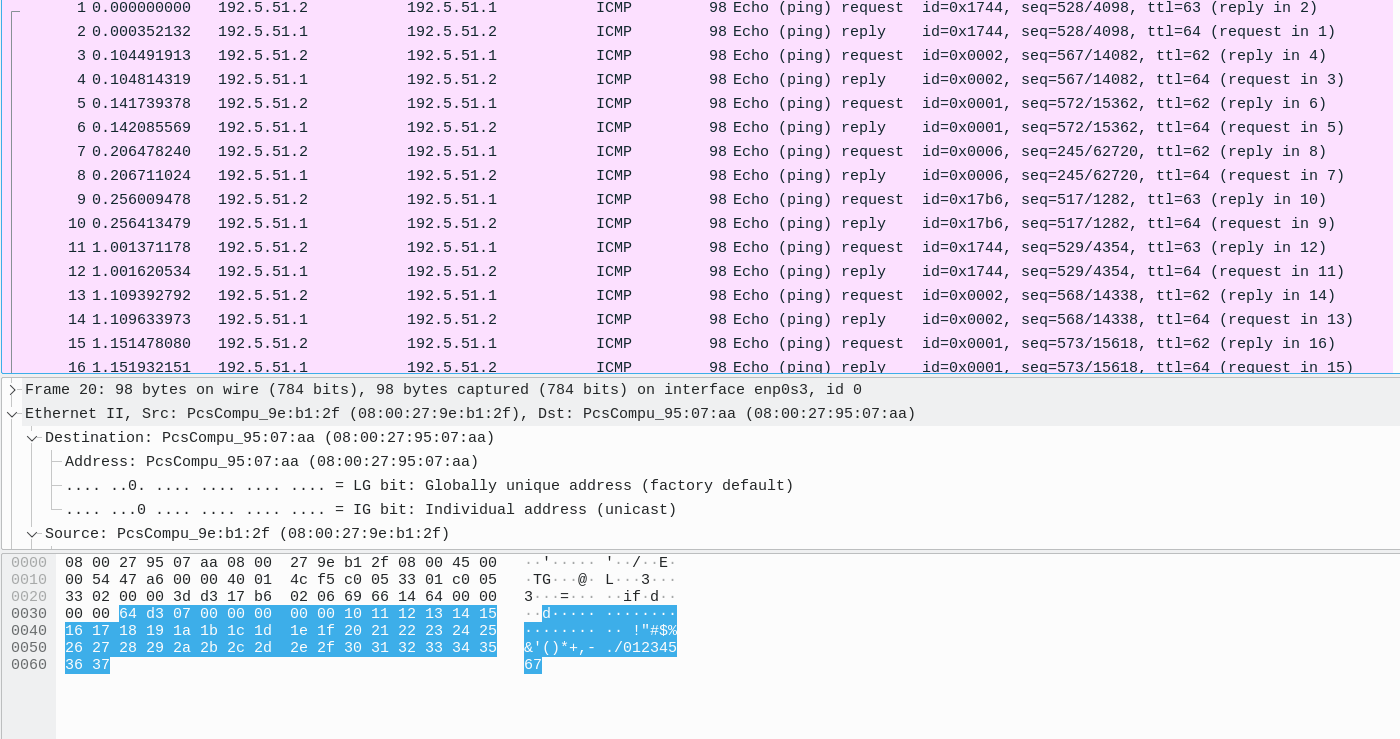 1 0.000000000 192.5.51.2 192.5.51.1 ICMP 98 Echo (ping) request id=0x1744, seq=528/4098, ttl=63 (reply in 2)
2 0.000352132 192.5.51.1 192.5.51.2 ICMP 98 Echo (ping) reply id=0x1744, seq=528/4098, ttl=64 (request in 1)
3 0.104491913 192.5.51.2 192.5.51.1 ICMP 98 Echo (ping) request id=0x0002, seq=567/14082, ttl=62 (reply in 4)
4 0.104814319 192.5.51.1 192.5.51.2 ICMP 98 Echo (ping) reply id=0x0002, seq=567/14082, ttl=64 (request in 3)
5 0.141739378 192.5.51.2 192.5.51.1 ICMP 98 Echo (ping) request id=0x0001, seq=572/15362, ttl=62 (reply in 6)
6 0.142085569 192.5.51.1 192.5.51.2 ICMP 98 Echo (ping) reply id=0x0001, seq=572/15362, ttl=64 (request in 5)
7 0.206478240 192.5.51.2 192.5.51.1 ICMP 98 Echo (ping) request id=0x0006, seq=245/62720, ttl=62 (reply in 8)
8 0.206711024 192.5.51.1 192.5.51.2 ICMP 98 Echo (ping) reply id=0x0006, seq=245/62720, ttl=64 (request in 7)
9 0.256009478 192.5.51.2 192.5.51.1 ICMP 98 Echo (ping) request id=0x17b6, seq=517/1282, ttl=63 (reply in 10)
10 0.256413479 192.5.51.1 192.5.51.2 ICMP 98 Echo (ping) reply id=0x17b6, seq=517/1282, ttl=64 (request in 9)
11 1.001371178 192.5.51.2 192.5.51.1 ICMP 98 Echo (ping) request id=0x1744, seq=529/4354, ttl=63 (reply in 12)
12 1.001620534 192.5.51.1 192.5.51.2 ICMP 98 Echo (ping) reply id=0x1744, seq=529/4354, ttl=64 (request in 11)
13 1.109392792 192.5.51.2 192.5.51.1 ICMP 98 Echo (ping) request id=0x0002, seq=568/14338, ttl=62 (reply in 14)
14 1.109633973 192.5.51.1 192.5.51.2 ICMP 98 Echo (ping) reply id=0x0002, seq=568/14338, ttl=64 (request in 13)
15 1.151478080 192.5.51.2 192.5.51.1 ICMP 98 Echo (ping) request id=0x0001, seq=573/15618, ttl=62 (reply in 16)
16 1.151932151 192.5.51.1 192.5.51.2 ICMP 98 Echo (ping) reply id=0x0001, seq=573/15618, ttl=64 (request in 15)
Frame 20: 98 bytes on wire (784 bits), 98 bytes captured (784 bits) on interface enp0s3, id 0
Ethernet II, Src: PcsCompu_9e:b1:2f (08:00:27:9e:b1:2f), Dst: PcsCompu_95:07:aa (08:00:27:95:07:aa)
Destination: PcsCompu_95:07:aa (08:00:27:95:07:aa)
Address: PcsCompu_95:07:aa (08:00:27:95:07:aa)
.... ..0. .... .... .... .... = LG bit: Globally unique address (factory default)
.... ...0 .... .... .... .... = IG bit: Individual address (unicast)
Source: PcsCompu_9e:b1:2f (08:00:27:9e:b1:2f)
0000 08 00 27 95 07 aa 08 00 27 9e b1 2f 08 00 45 00 ··'····· '··/··E·
0010 00 54 47 a6 00 00 40 01 4c f5 c0 05 33 01 c0 05 ·TG···@· L···3···
0020 33 02 00 00 3d d3 17 b6 02 06 69 66 14 64 00 00 3···=··· ··if·d··
0030 00 00 64 d3 07 00 00 00 00 00 10 11 12 13 14 15 ··d····· ········
0040 16 17 18 19 1a 1b 1c 1d 1e 1f 20 21 22 23 24 25 ········ ·· !"#$%
0050 26 27 28 29 2a 2b 2c 2d 2e 2f 30 31 32 33 34 35 &'()*+,- ./012345
0060 36 37 67